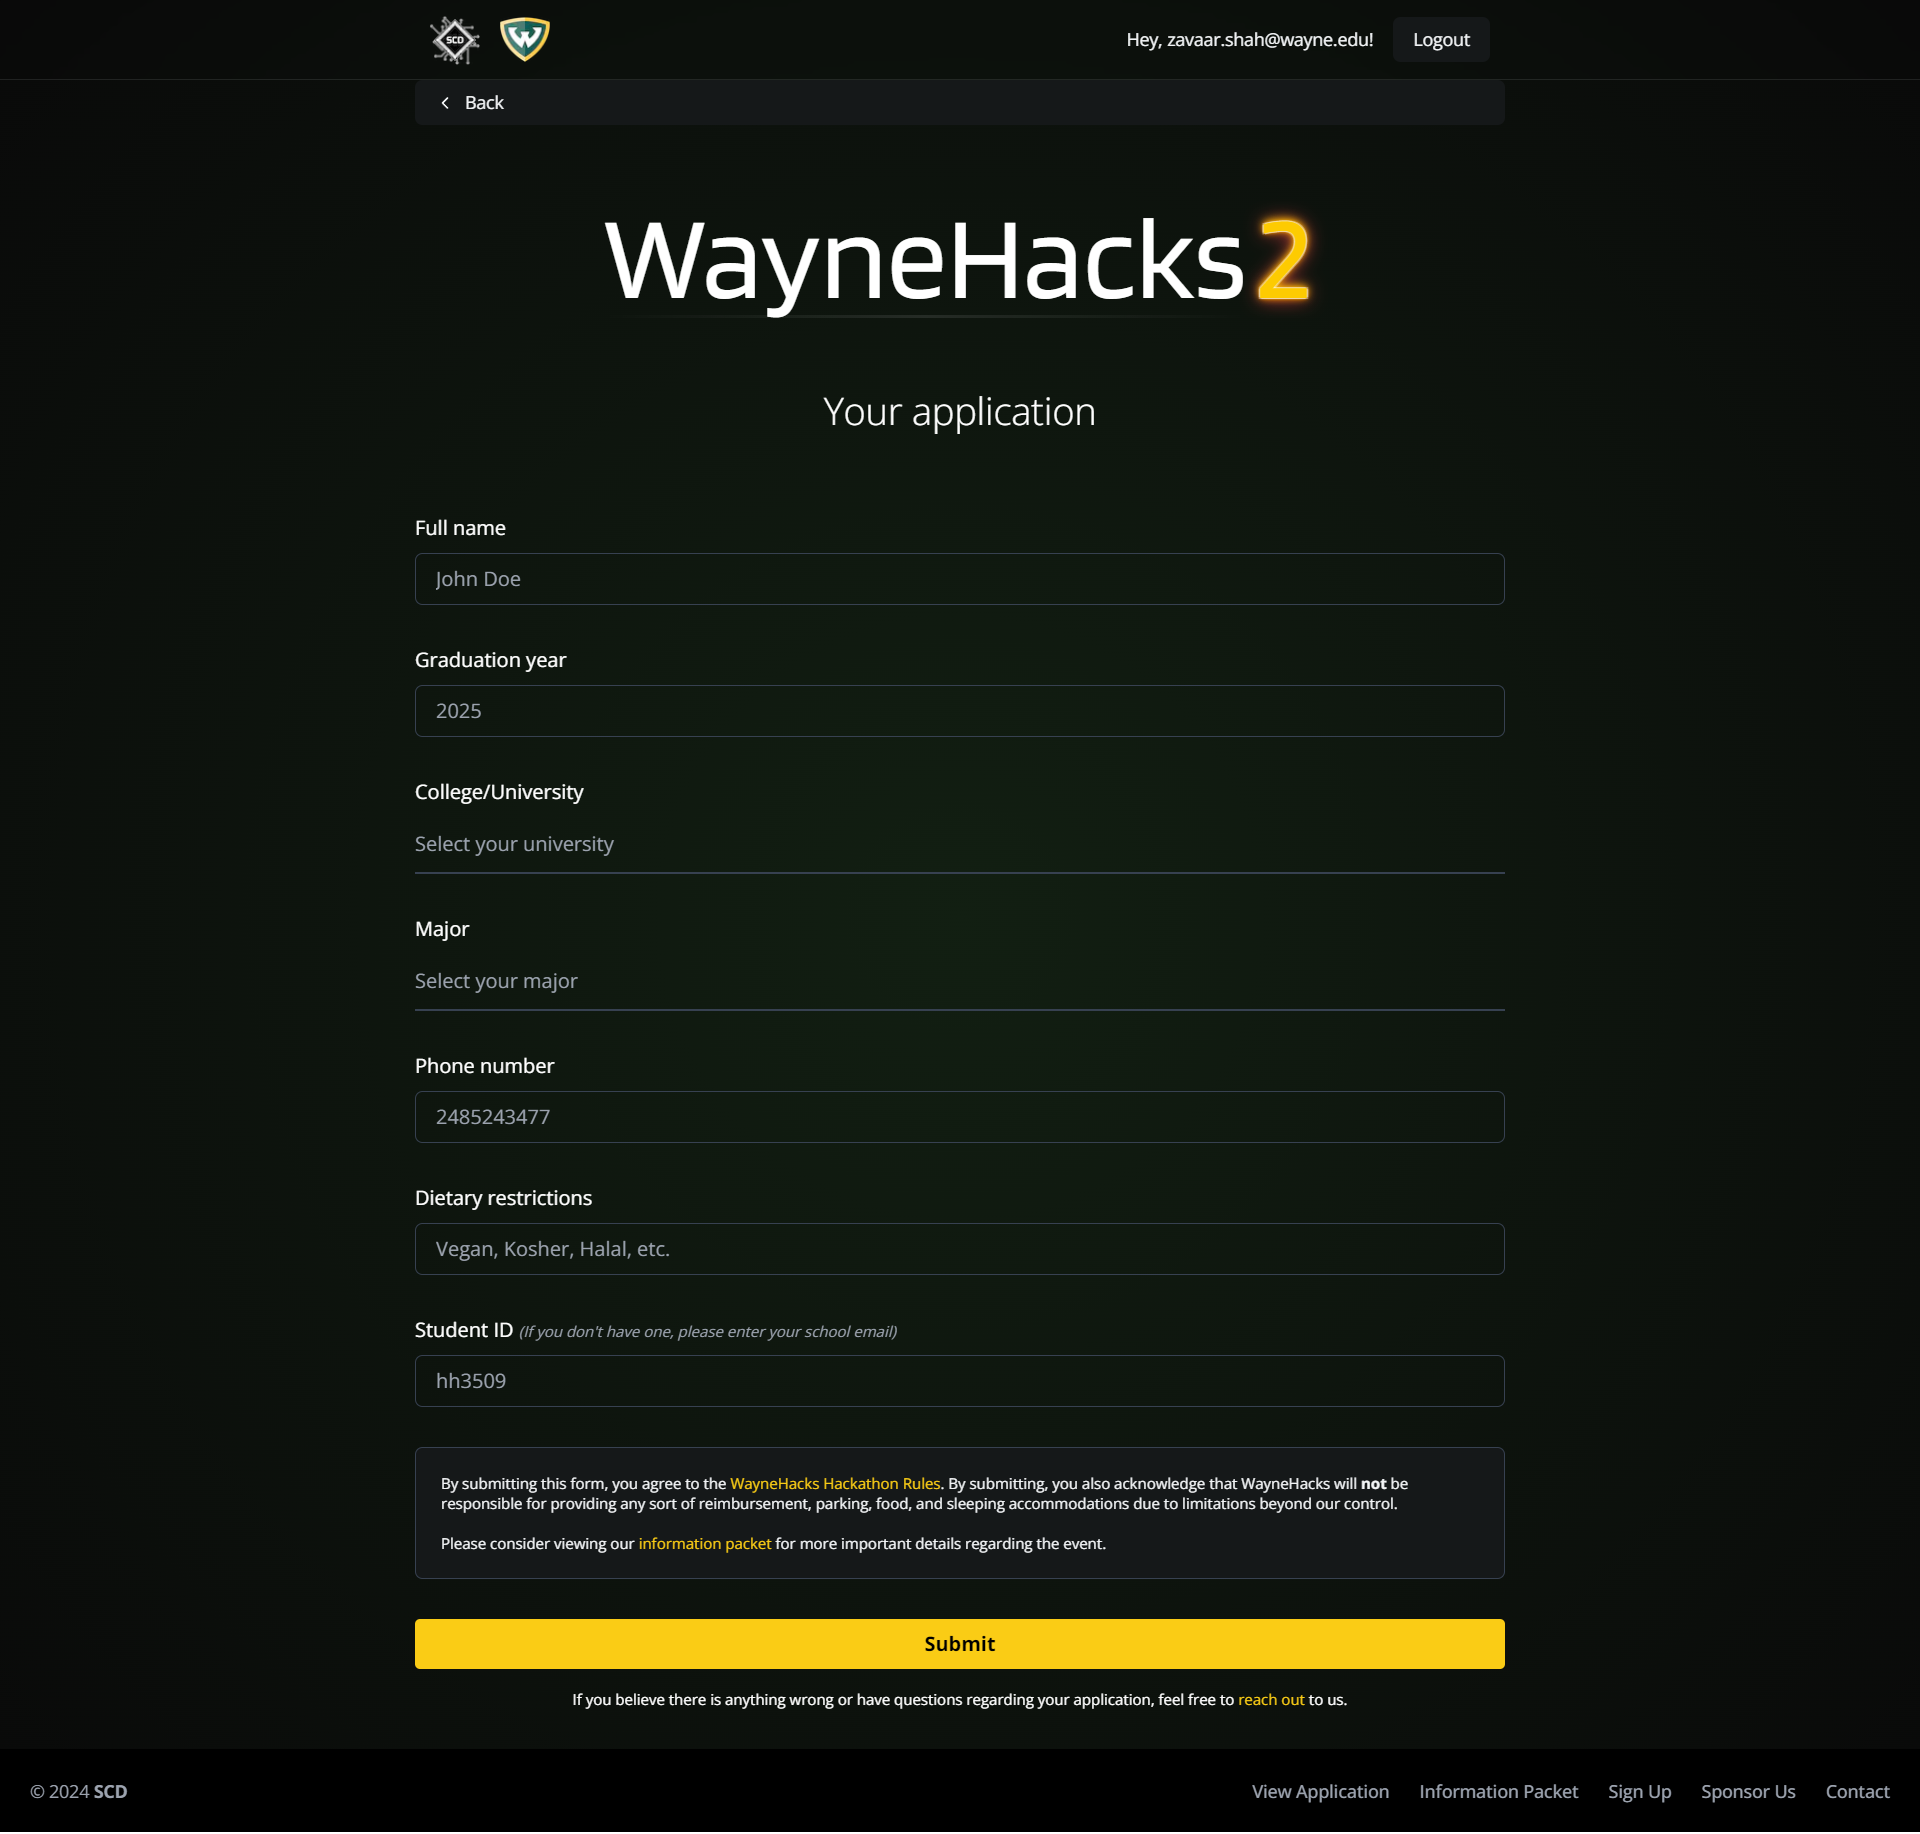 SCD
W
Hey, zavaar.shah@wayne.edu!
Logout
Back
WayneHacks 2
Your application
Full name
John Doe
Graduation year
2025
College/University
Select your university
Major
Select your major
Phone number
2485243477
Dietary restrictions
Vegan, Kosher, Halal, etc.
Student ID (If you don't have one, please enter your school email)
hh3509
By submitting this form, you agree to the WayneHacks Hackathon Rules. By submitting, you also acknowledge that WayneHacks will not be
responsible for providing any sort of reimbursement, parking, food, and sleeping accommodations due to limitations beyond our control.
Please consider viewing our information packet for more important details regarding the event.
Submit
If you believe there is anything wrong or have questions regarding your application, feel free to reach out to us.
© 2024 SCD
View Application
Information Packet
Sign Up
Sponsor Us
Contact